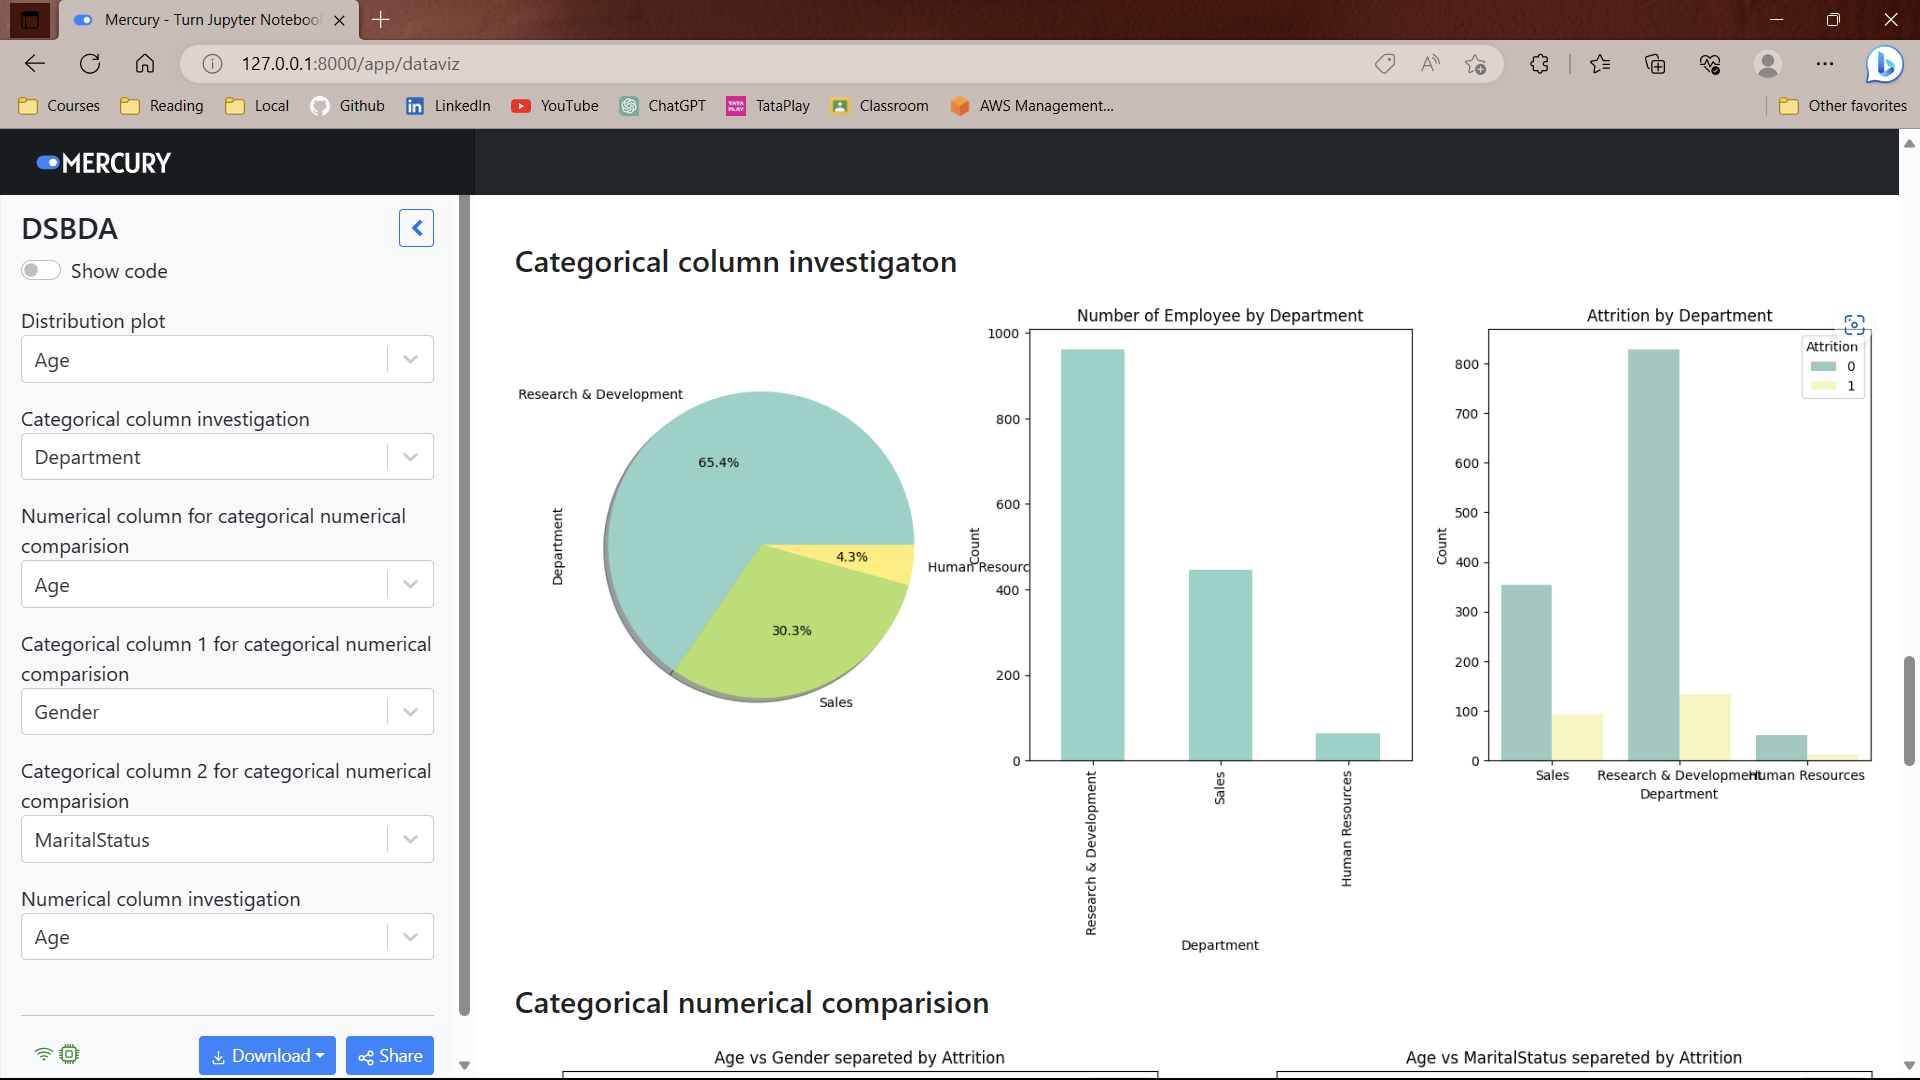 Mercury - Turn Jupyter Noteboo
127.0.0.1:8000/app/dataviz
Courses
Reading
Local
Github
LinkedIn
YouTube
ChatGPT
TATA PLAY
TataPlay
Classroom
AWS Management...
Other favorites
MERCURY
DSBDA
Show code
Distribution plot
Age
Categorical column investigation
Department
Numerical column for categorical numerical
comparision
Age
Categorical column 1 for categorical numerical
comparision
Gender
Categorical column 2 for categorical numerical
comparision
MaritalStatus
Numerical column investigation
Age
Download
Share
Categorical column investigaton
Research & Development
65.4%
4.3%
30.3%
Human Resourc
Sales
Department
Number of Employee by Department
1000
800
600
400
200
0
Count
Research & Development
Sales
Human Resources
Department
Attrition by Department
Attrition
0
1
800
700
600
500
400
300
200
100
0
Count
Sales
Research & Development
Human Resources
Department
Categorical numerical comparision
Age vs Gender separeted by Attrition
Age vs MaritalStatus separeted by Attrition